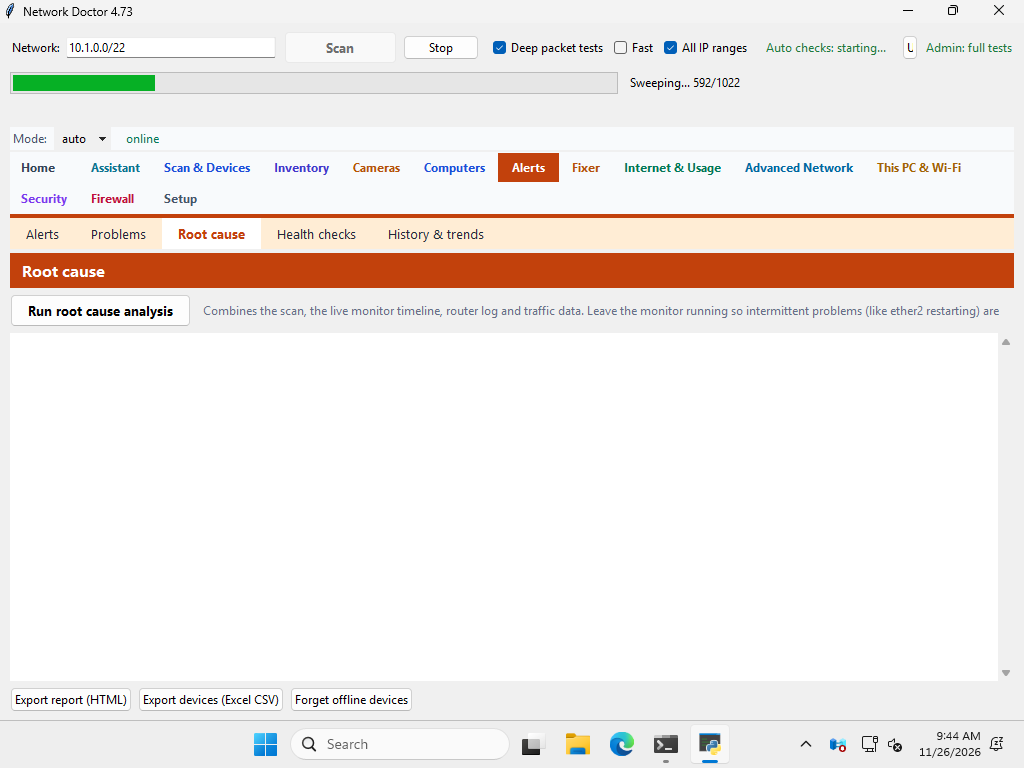 Network Doctor 4.73
Network: 10.1.0.0/22 Scan Stop Deep packet tests Fast All IP ranges Auto checks: starting... Admin: full tests
Sweeping... 592/1022
Mode: auto online
Home Assistant Scan & Devices Inventory Cameras Computers Alerts Fixer Internet & Usage Advanced Network This PC & Wi-Fi
Security Firewall Setup
Alerts Problems Root cause Health checks History & trends
Root cause
Run root cause analysis Combines the scan, the live monitor timeline, router log and traffic data. Leave the monitor running so intermittent problems (like ether2 restarting) are
Export report (HTML) Export devices (Excel CSV) Forget offline devices
Search
9:44 AM
11/26/2026